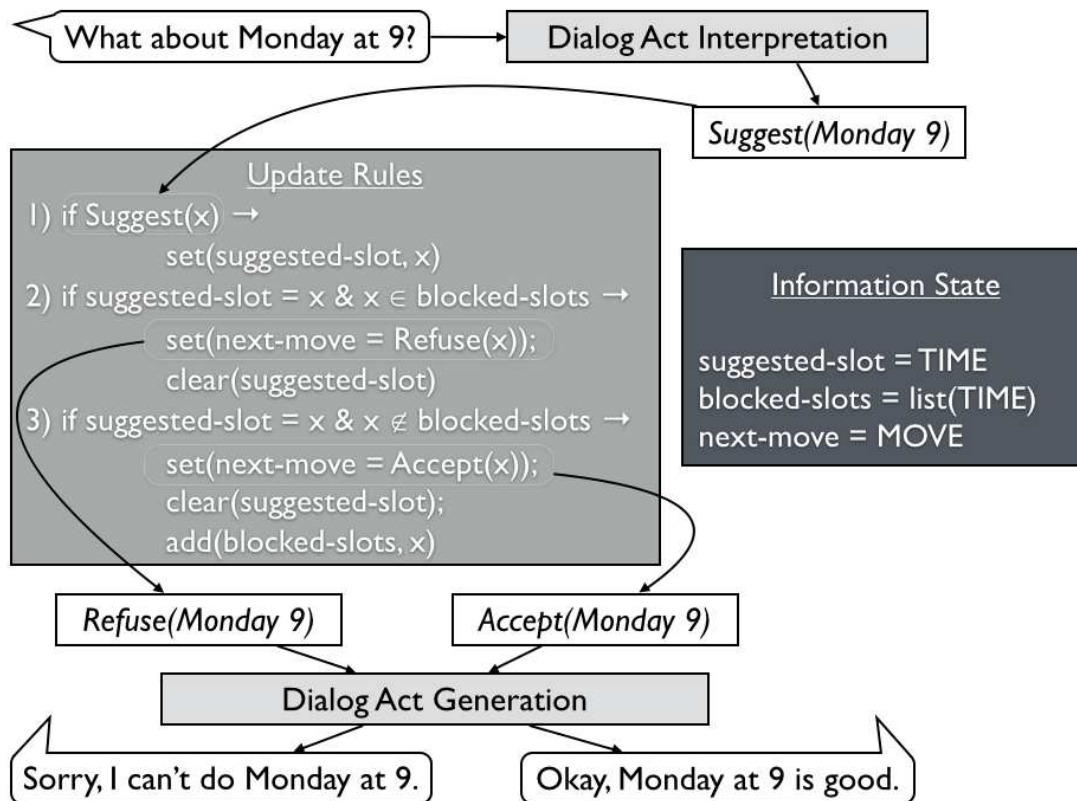 What about Monday at 9?
Dialog Act Interpretation
Suggest(Monday 9)
Update Rules
1) if Suggest(x) →
set(suggested-slot, x)
2) if suggested-slot = x & x ∈ blocked-slots →
set(next-move = Refuse(x));
clear(suggested-slot)
3) if suggested-slot = x & x ∉ blocked-slots →
set(next-move = Accept(x));
clear(suggested-slot);
add(blocked-slots, x)
Information State
suggested-slot = TIME
blocked-slots = list(TIME)
next-move = MOVE
Refuse(Monday 9)
Accept(Monday 9)
Dialog Act Generation
Sorry, I can't do Monday at 9.
Okay, Monday at 9 is good.